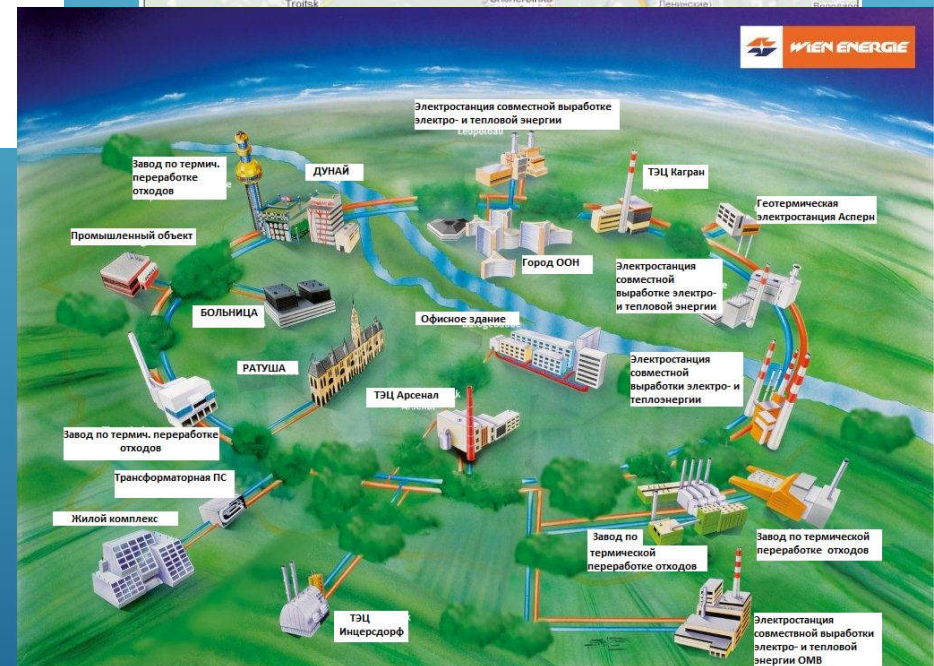 Troitsk
WIEN ENERGIE
Электростанция совместной выработке
электро- и тепловой энергии
Завод по термич.
переработке
отходов
ДУНАЙ
ТЭЦ Кагран
Геотермическая
электростанция Асперн
Промышленный объект
Город ООН
Электростанция
совместной
выработке электро-
и тепловой энергии
БОЛЬНИЦА
Офисное здание
РАТУША
Электростанция
совместной
выработки электро- и
теплоэнергии
ТЭЦ Арсенал
Завод по термич. переработке
отходов
Трансформаторная ПС
Жилой комплекс
Завод по
термической
переработке отходов
Завод по термической
переработке отходов
ТЭЦ
Инцерсдорф
Электростанция
совмествной выработки
электро- и тепловой
энергии ОМВ